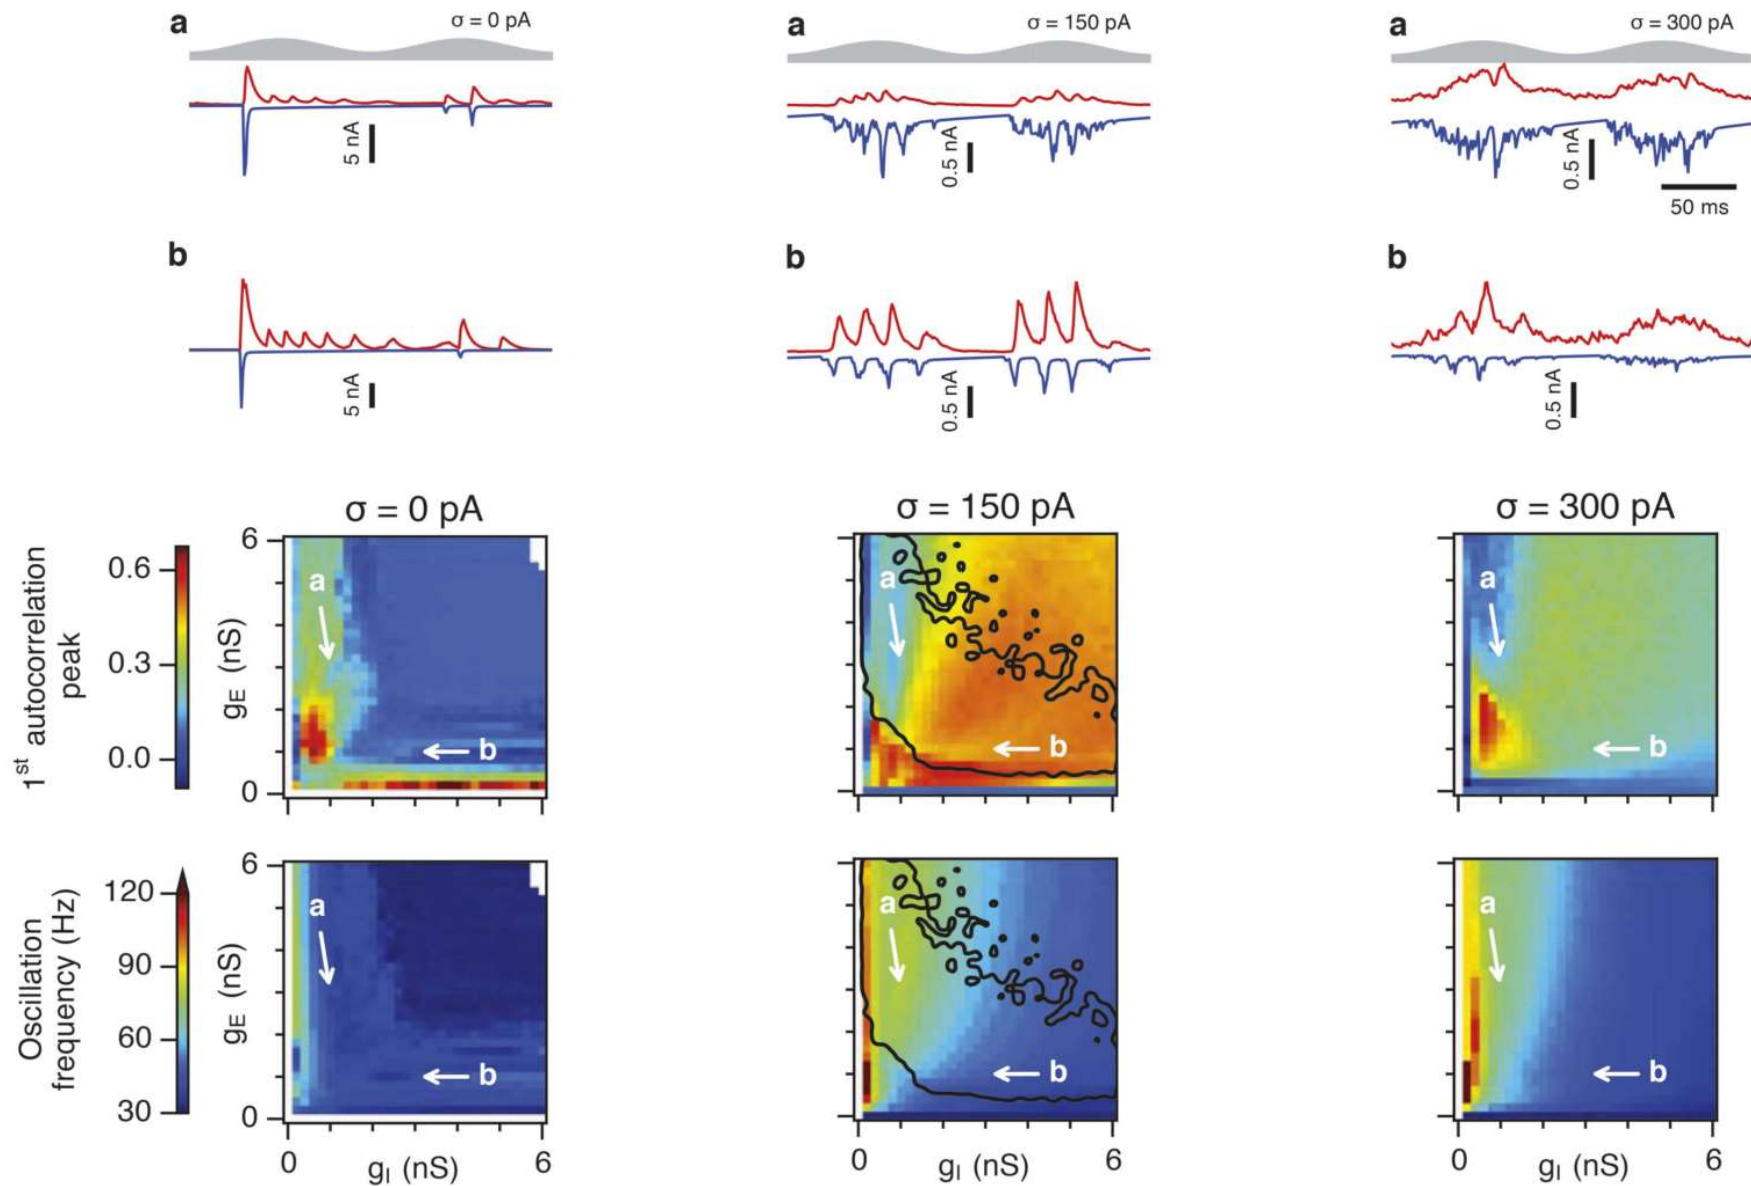 a
σ = 0 pA
a
σ = 150 pA
a
σ = 300 pA
5 nA
0.5 nA
0.5 nA
50 ms
b
b
b
5 nA
0.5 nA
0.5 nA
σ = 0 pA
σ = 150 pA
σ = 300 pA
1st autocorrelation
peak
0.6
0.3
0.0
gE (nS)
6
0
a
b
a
b
a
b
Oscillation
frequency (Hz)
120
90
60
30
gE (nS)
6
0
a
b
a
b
a
b
0
gI (nS)
6
0
gI (nS)
6
0
gI (nS)
6